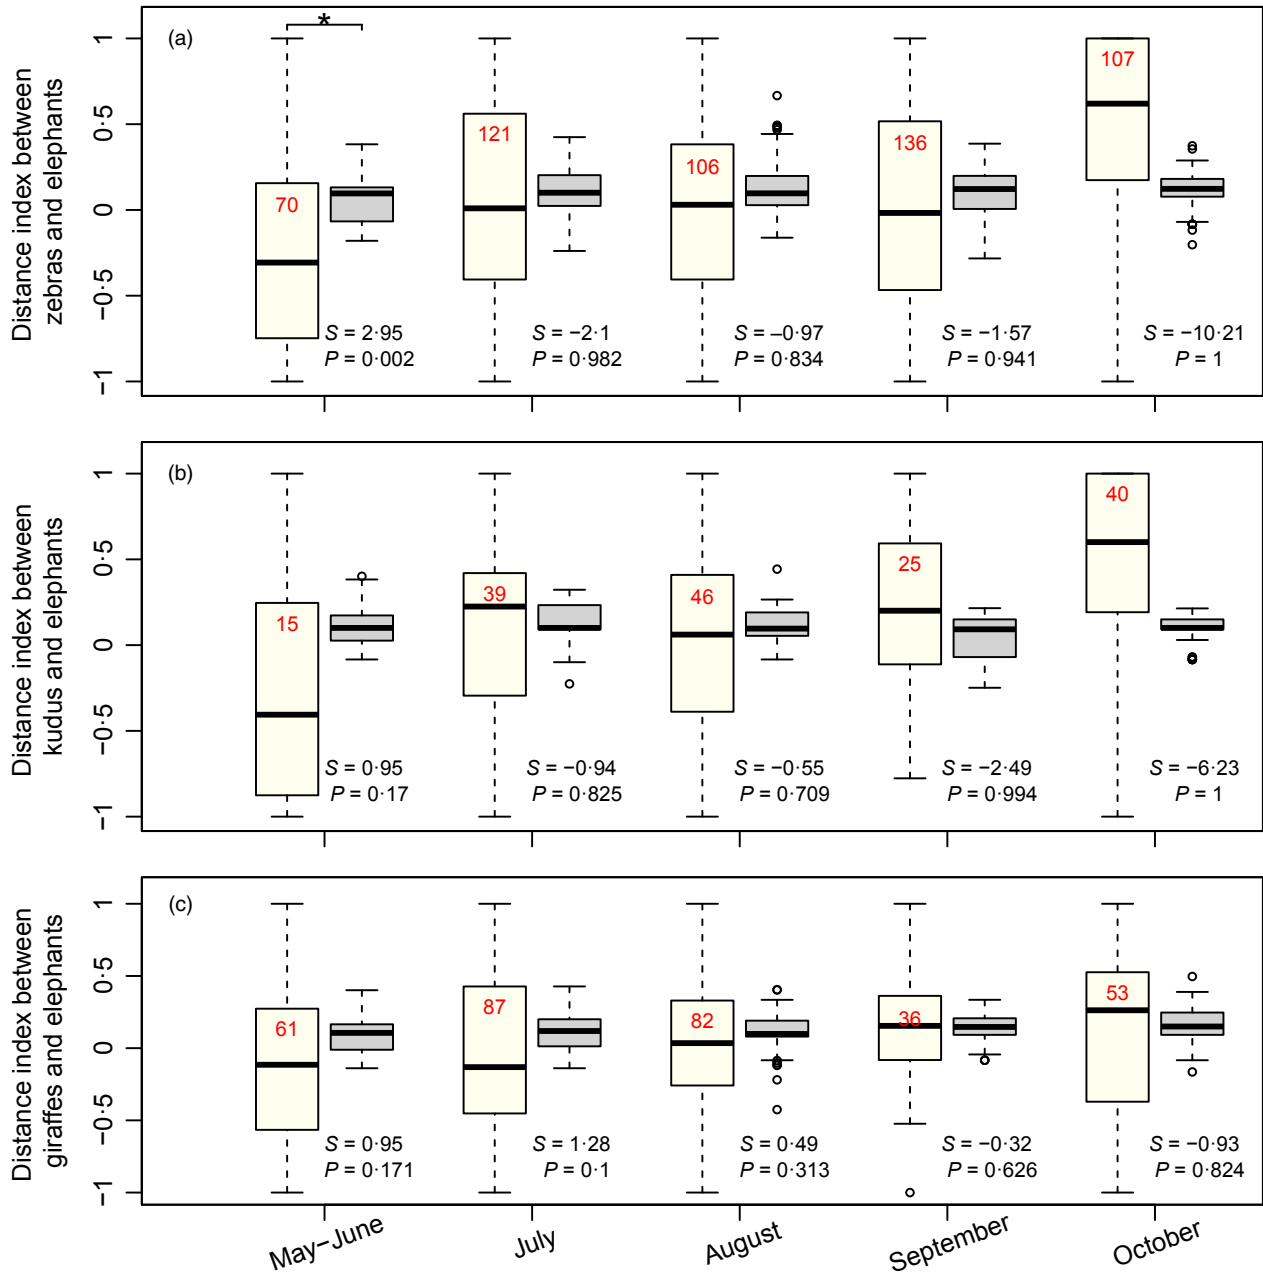 *
(a)
Distance index between
zebras and elephants
1
0·5
0
−0·5
−1
70
121
106
136
107
S = 2·95
P = 0·002
S = −2·1
P = 0·982
S = −0·97
P = 0·834
S = −1·57
P = 0·941
S = −10·21
P = 1
(b)
Distance index between
kudus and elephants
1
0·5
0
−0·5
−1
15
39
46
25
40
S = 0·95
P = 0·17
S = −0·94
P = 0·825
S = −0·55
P = 0·709
S = −2·49
P = 0·994
S = −6·23
P = 1
(c)
Distance index between
giraffes and elephants
1
0·5
0
−0·5
−1
61
87
82
36
53
S = 0·95
P = 0·171
S = 1·28
P = 0·1
S = 0·49
P = 0·313
S = −0·32
P = 0·626
S = −0·93
P = 0·824
May−June
July
August
September
October